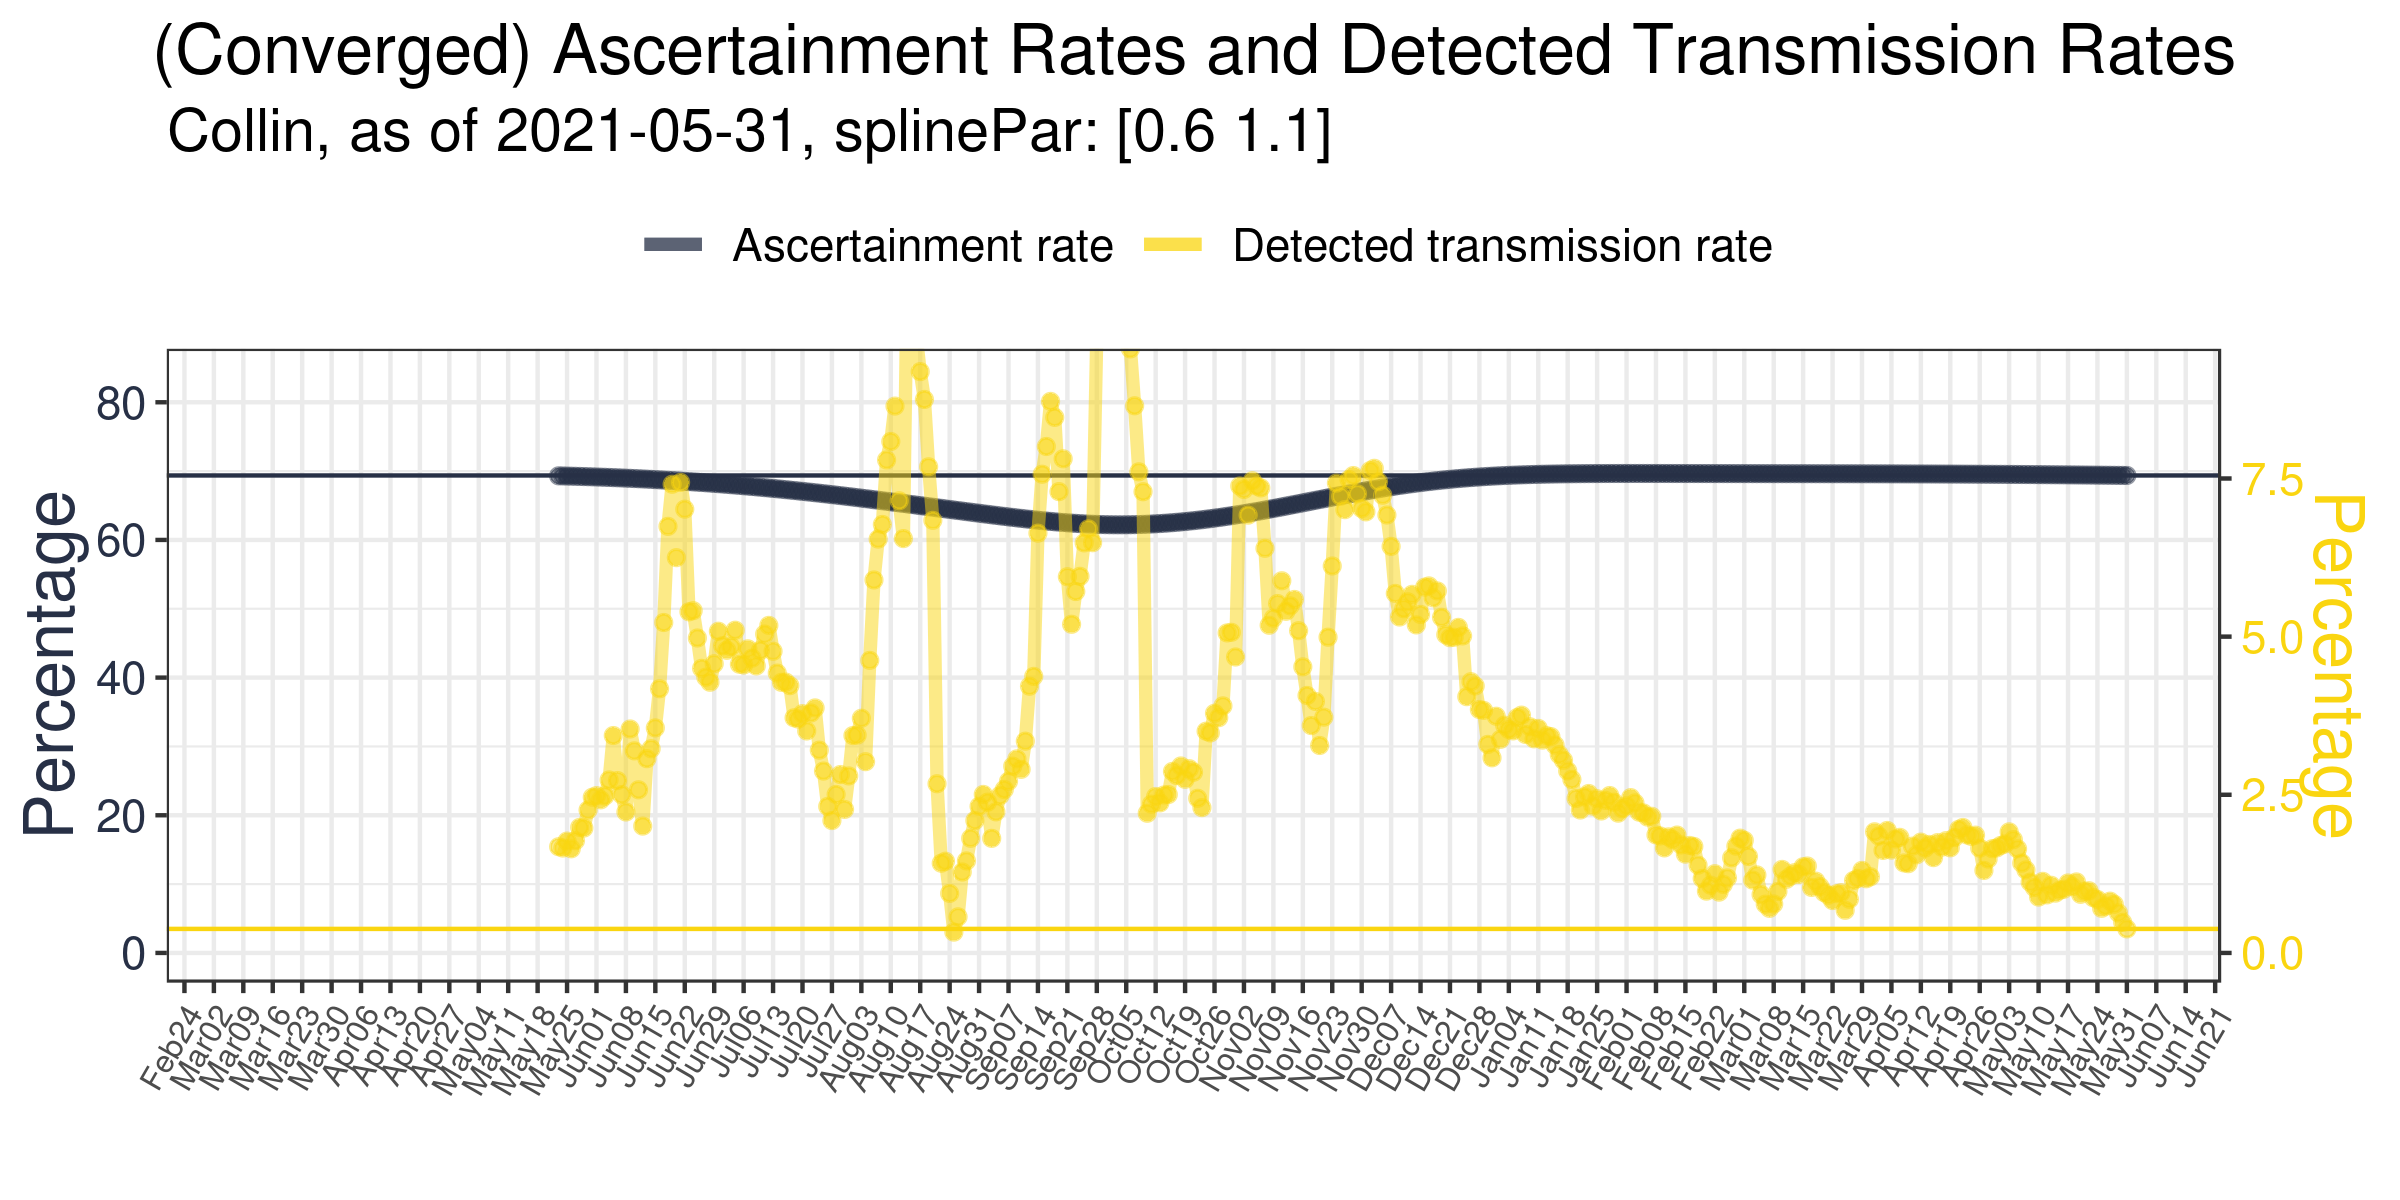 (Converged) Ascertainment Rates and Detected Transmission Rates
Collin, as of 2021-05-31, splinePar: [0.6 1.1]
Ascertainment rate
Detected transmission rate
Percentage
80
60
40
20
0
7.5
5.0
2.5
0.0
Percentage
Feb24
Mar02
Mar09
Mar16
Mar23
Mar30
Apr06
Apr13
Apr20
Apr27
May04
May11
May18
May25
Jun01
Jun08
Jun15
Jun22
Jun29
Jul06
Jul13
Jul20
Jul27
Aug03
Aug10
Aug17
Aug24
Aug31
Sep07
Sep14
Sep21
Sep28
Oct05
Oct12
Oct19
Oct26
Nov02
Nov09
Nov16
Nov23
Nov30
Dec07
Dec14
Dec21
Dec28
Jan04
Jan11
Jan18
Jan25
Feb01
Feb08
Feb15
Feb22
Mar01
Mar08
Mar15
Mar22
Mar29
Apr05
Apr12
Apr19
Apr26
May03
May10
May17
May24
May31
Jun07
Jun14
Jun21